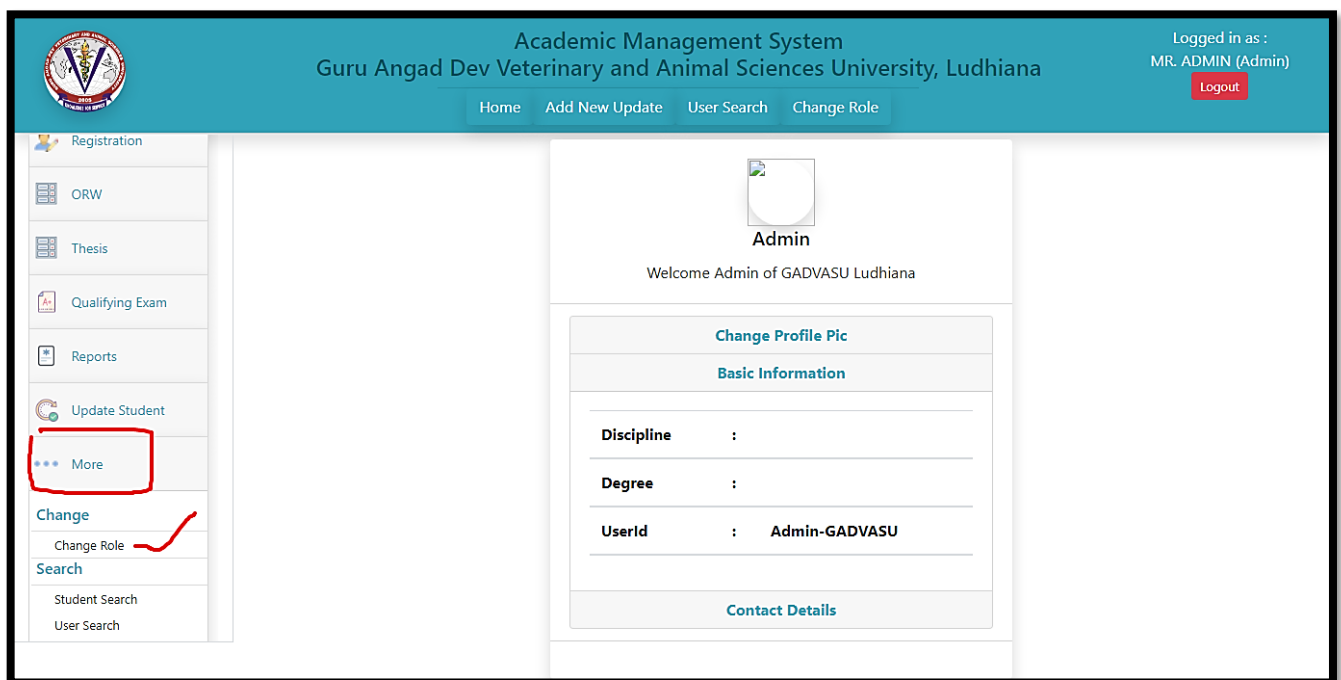 Academic Management System
Guru Angad Dev Veterinary and Animal Sciences University, Ludhiana
Home Add New Update User Search Change Role
Logged in as :
MR. ADMIN (Admin)
Logout
Registration
ORW
Thesis
Qualifying Exam
Reports
Update Student
More
Change
Change Role
Search
Student Search
User Search
Admin
Welcome Admin of GADVASU Ludhiana
Change Profile Pic
Basic Information
Discipline :
Degree :
UserId : Admin-GADVASU
Contact Details